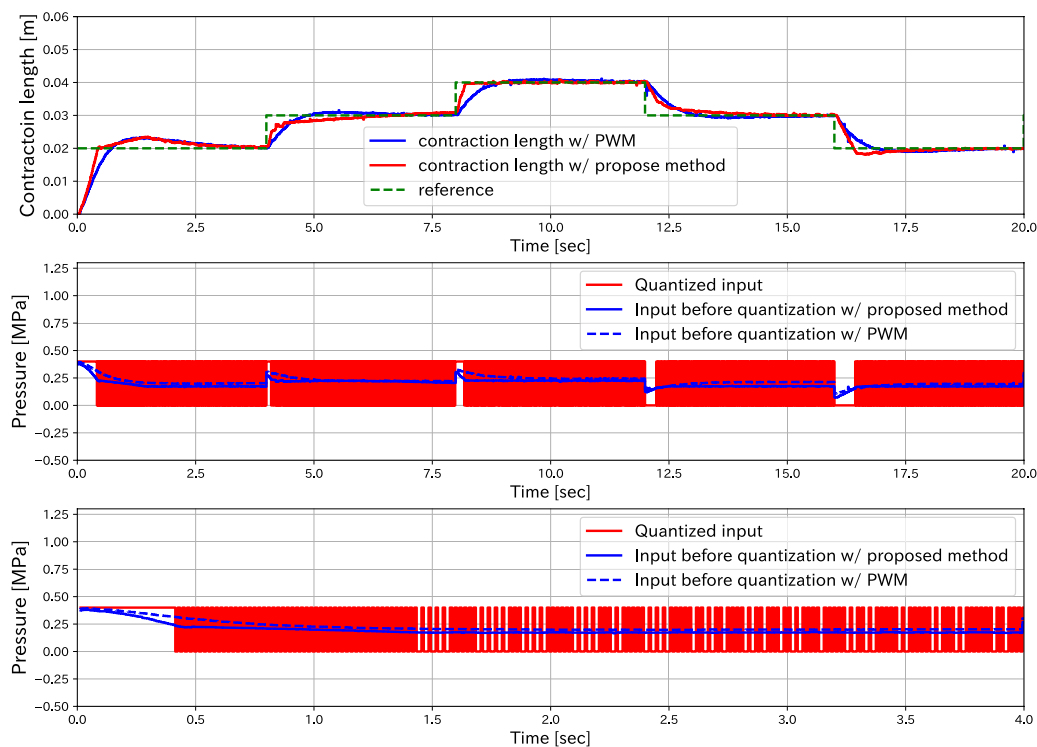 0.06
0.05
0.04
0.03
0.02
0.01
0.00
Contractoin length [m]
contraction length w/ PWM
contraction length w/ propose method
reference
0.0 2.5 5.0 7.5 10.0 12.5 15.0 17.5 20.0
Time [sec]
1.25
1.00
0.75
0.50
0.25
0.00
−0.25
−0.50
Pressure [MPa]
Quantized input
Input before quantization w/ proposed method
Input before quantization w/ PWM
0.0 2.5 5.0 7.5 10.0 12.5 15.0 17.5 20.0
Time [sec]
1.25
1.00
0.75
0.50
0.25
0.00
−0.25
−0.50
Pressure [MPa]
Quantized input
Input before quantization w/ proposed method
Input before quantization w/ PWM
0.0 0.5 1.0 1.5 2.0 2.5 3.0 3.5 4.0
Time [sec]